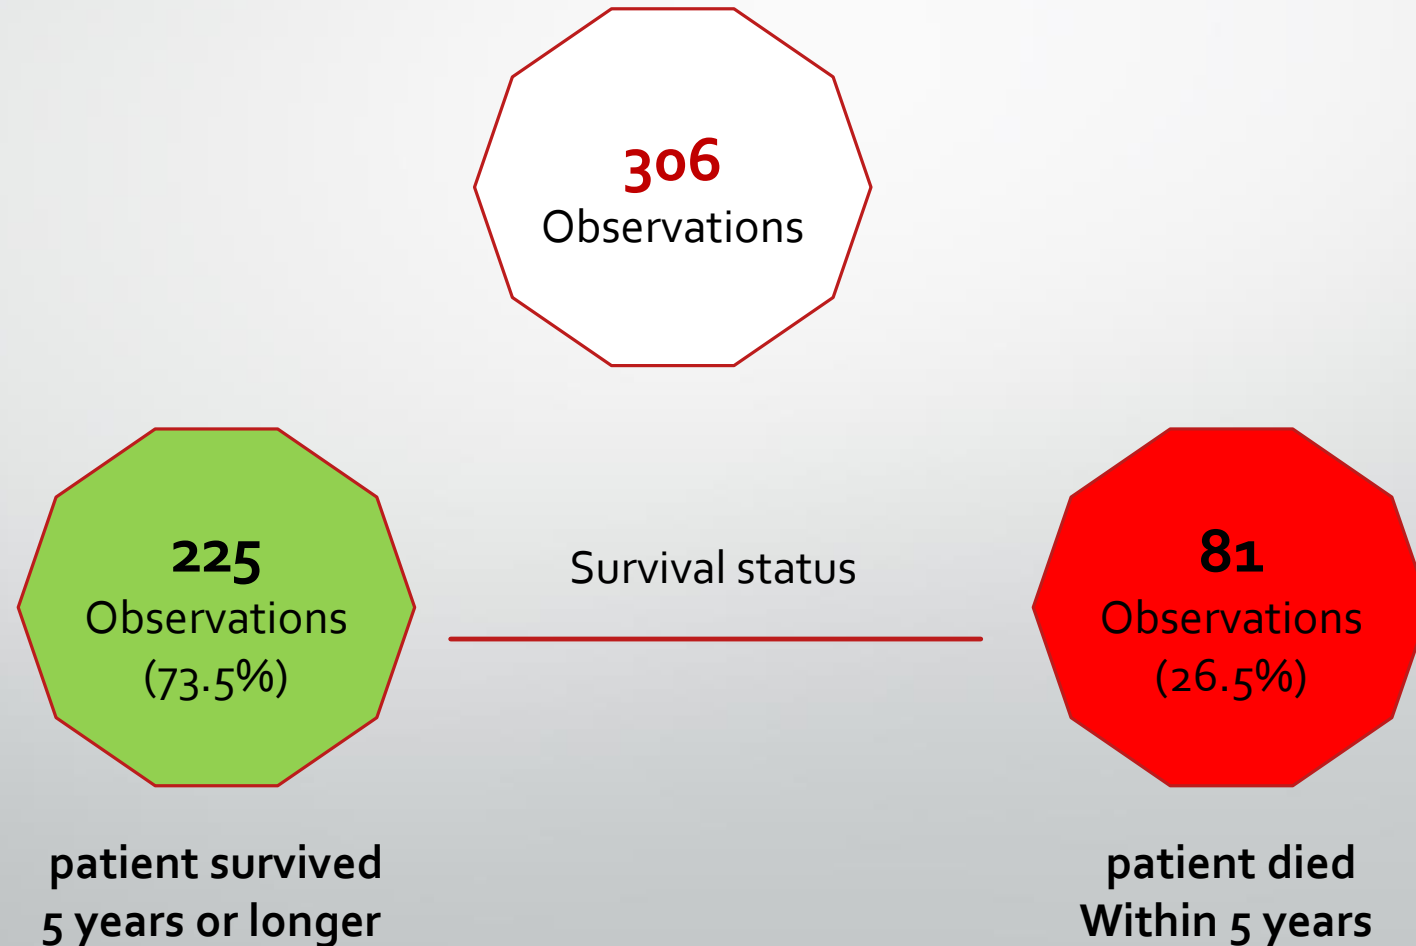 306
Observations
225
Observations
(73.5%)
patient survived
5 years or longer
Survival status
81
Observations
(26.5%)
patient died
Within 5 years